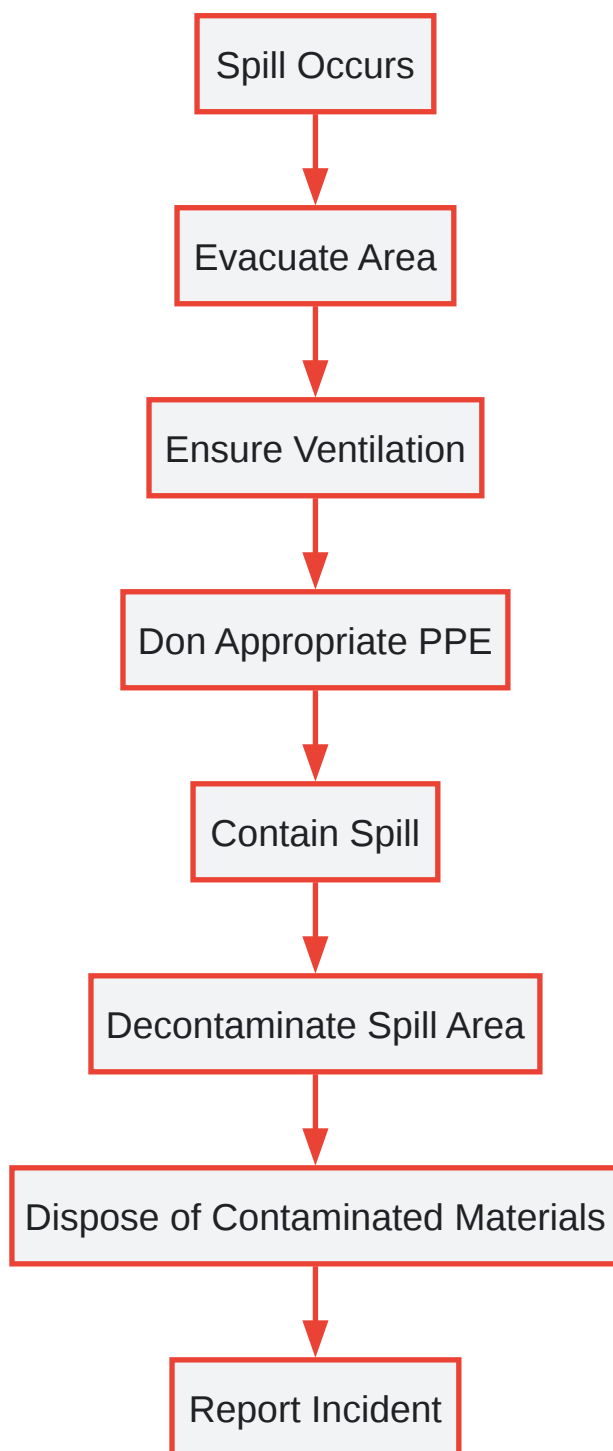 Spill Occurs
Evacuate Area
Ensure Ventilation
Don Appropriate PPE
Contain Spill
Decontaminate Spill Area
Dispose of Contaminated Materials
Report Incident